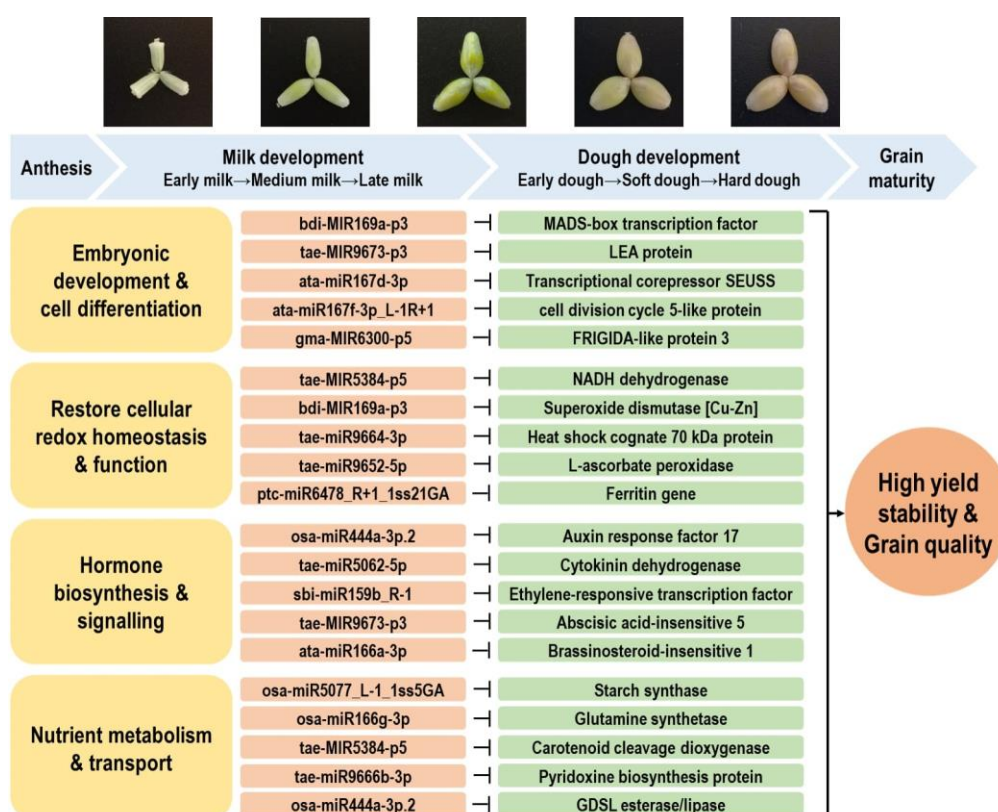 Anthesis
Milk development
Early milk→Medium milk→Late milk
Dough development
Early dough→Soft dough→Hard dough
Grain
maturity
Embryonic
development &
cell differentiation
bdi-MIR169a-p3
MADS-box transcription factor
tae-MIR9673-p3
LEA protein
ata-miR167d-3p
Transcriptional corepressor SEUSS
ata-miR167f-3p_L-1R+1
cell division cycle 5-like protein
gma-MIR6300-p5
FRIGIDA-like protein 3
Restore cellular
redox homeostasis
& function
tae-MIR5384-p5
NADH dehydrogenase
bdi-MIR169a-p3
Superoxide dismutase [Cu-Zn]
tae-miR9664-3p
Heat shock cognate 70 kDa protein
tae-miR9652-5p
L-ascorbate peroxidase
ptc-miR6478_R+1_1ss21GA
Ferritin gene
Hormone
biosynthesis &
signalling
osa-miR444a-3p.2
Auxin response factor 17
tae-miR5062-5p
Cytokinin dehydrogenase
sbi-miR159b_R-1
Ethylene-responsive transcription factor
tae-MIR9673-p3
Abscisic acid-insensitive 5
ata-miR166a-3p
Brassinosteroid-insensitive 1
Nutrient metabolism
& transport
osa-miR5077_L-1_1ss5GA
Starch synthase
osa-miR166g-3p
Glutamine synthetase
tae-MIR5384-p5
Carotenoid cleavage dioxygenase
tae-miR9666b-3p
Pyridoxine biosynthesis protein
osa-miR444a-3p.2
GDSL esterase/lipase
High yield
stability &
Grain quality